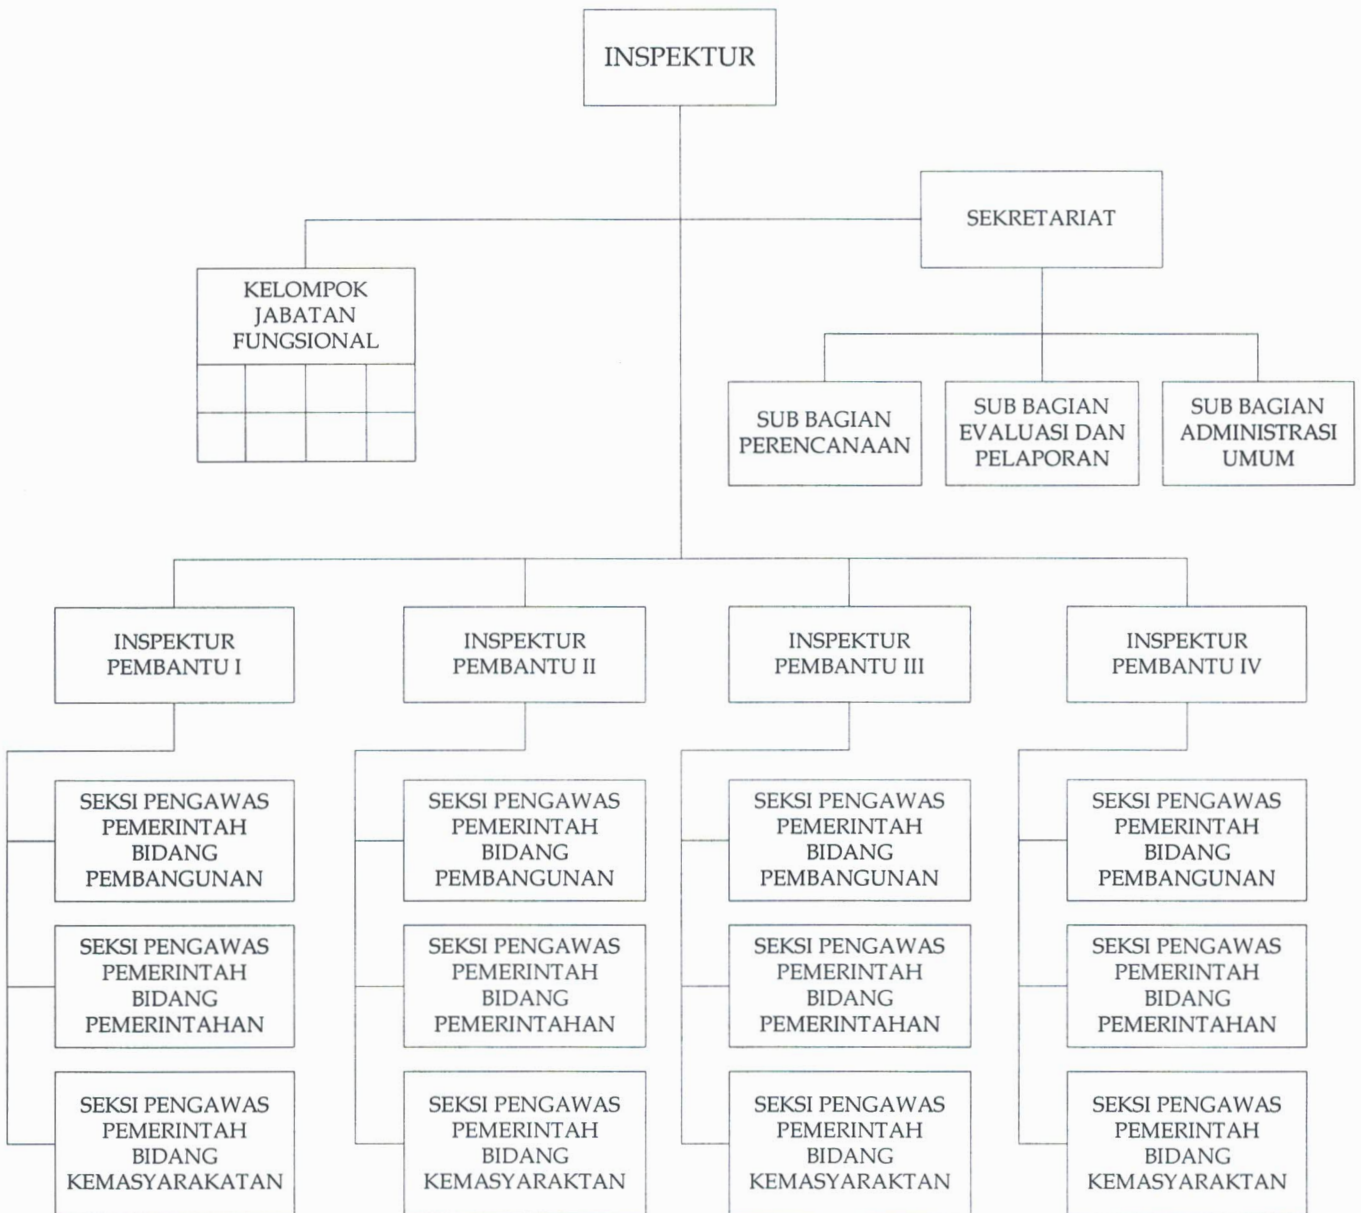 INSPEKTUR
SEKRETARIAT
KELOMPOK
JABATAN
FUNGSIONAL
SUB BAGIAN
PERENCANAAN
SUB BAGIAN
EVALUASI DAN
PELAPORAN
SUB BAGIAN
ADMINISTRASI
UMUM
INSPEKTUR
PEMBANTU I
INSPEKTUR
PEMBANTU II
INSPEKTUR
PEMBANTU III
INSPEKTUR
PEMBANTU IV
SEKSI PENGAWAS
PEMERINTAH
BIDANG
PEMBANGUNAN
SEKSI PENGAWAS
PEMERINTAH
BIDANG
PEMBANGUNAN
SEKSI PENGAWAS
PEMERINTAH
BIDANG
PEMBANGUNAN
SEKSI PENGAWAS
PEMERINTAH
BIDANG
PEMBANGUNAN
SEKSI PENGAWAS
PEMERINTAH
BIDANG
PEMERINTAHAN
SEKSI PENGAWAS
PEMERINTAH
BIDANG
PEMERINTAHAN
SEKSI PENGAWAS
PEMERINTAH
BIDANG
PEMERINTAHAN
SEKSI PENGAWAS
PEMERINTAH
BIDANG
PEMERINTAHAN
SEKSI PENGAWAS
PEMERINTAH
BIDANG
KEMASYARAKATAN
SEKSI PENGAWAS
PEMERINTAH
BIDANG
KEMASYARAKTAN
SEKSI PENGAWAS
PEMERINTAH
BIDANG
KEMASYARAKTAN
SEKSI PENGAWAS
PEMERINTAH
BIDANG
KEMASYARAKTAN